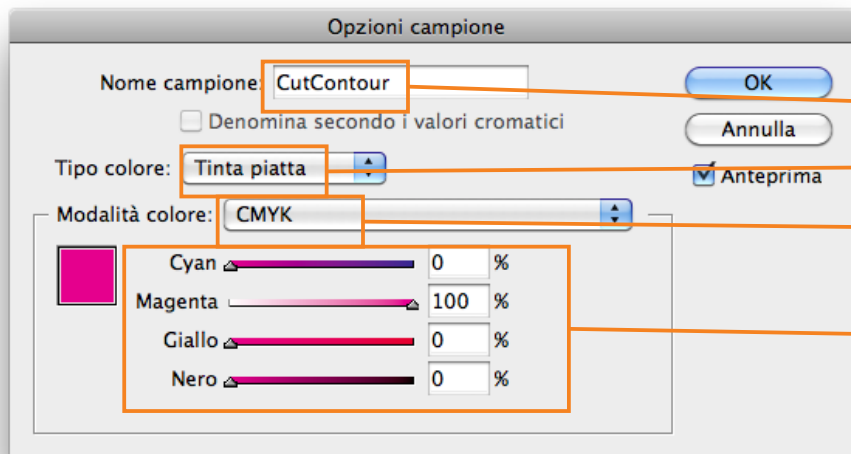 Opzioni campione
Nome campione: CutContour
OK
Denomina secondo i valori cromatici
Annulla
Tipo colore: Tinta piatta
Anteprima
Modalità colore: CMYK
Cyan 0 %
Magenta 100 %
Giallo 0 %
Nero 0 %